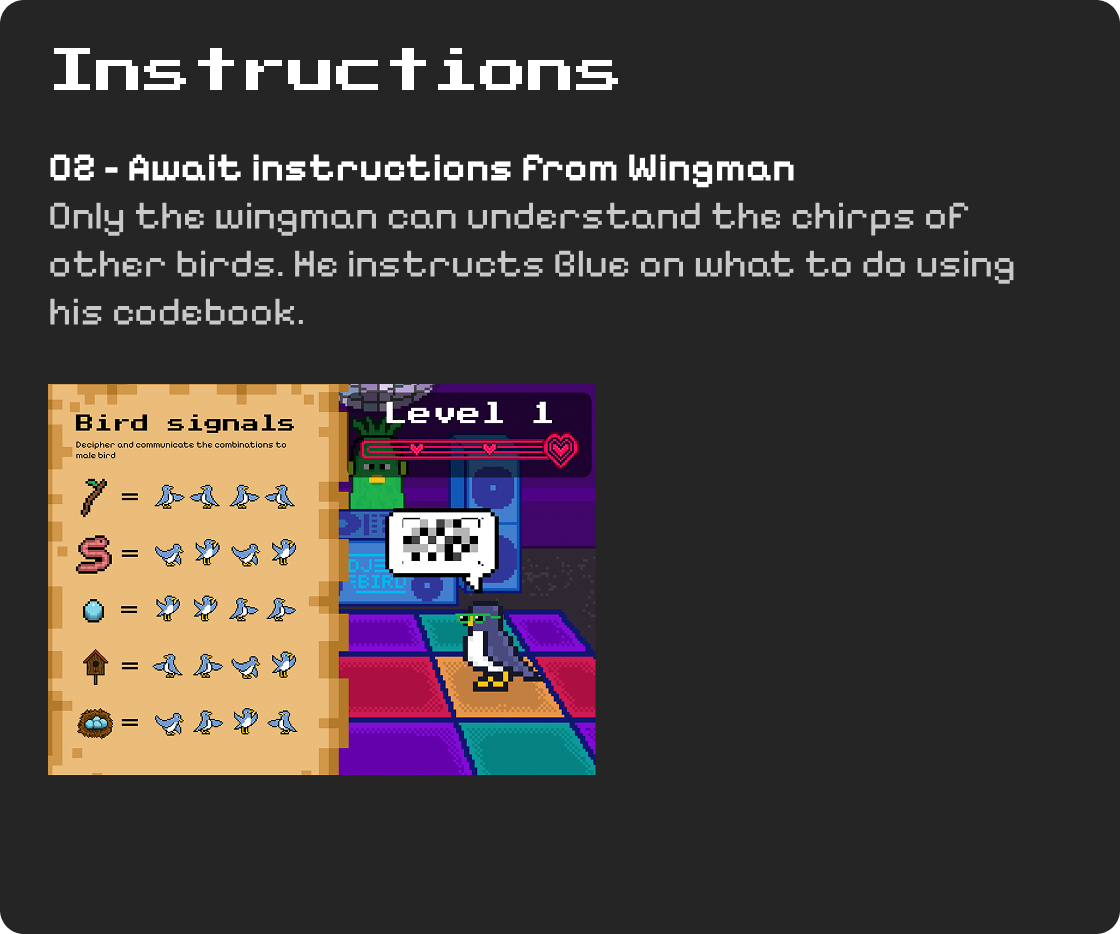 Instructions
02 - Await instructions from Wingman
Only the wingman can understand the chirps of
other birds. He instructs Blue on what to do using
his codebook.
Bird signals
Decipher and communicate the combinations to
male bird
=
=
=
=
=
Level 1
DJ
BIRD